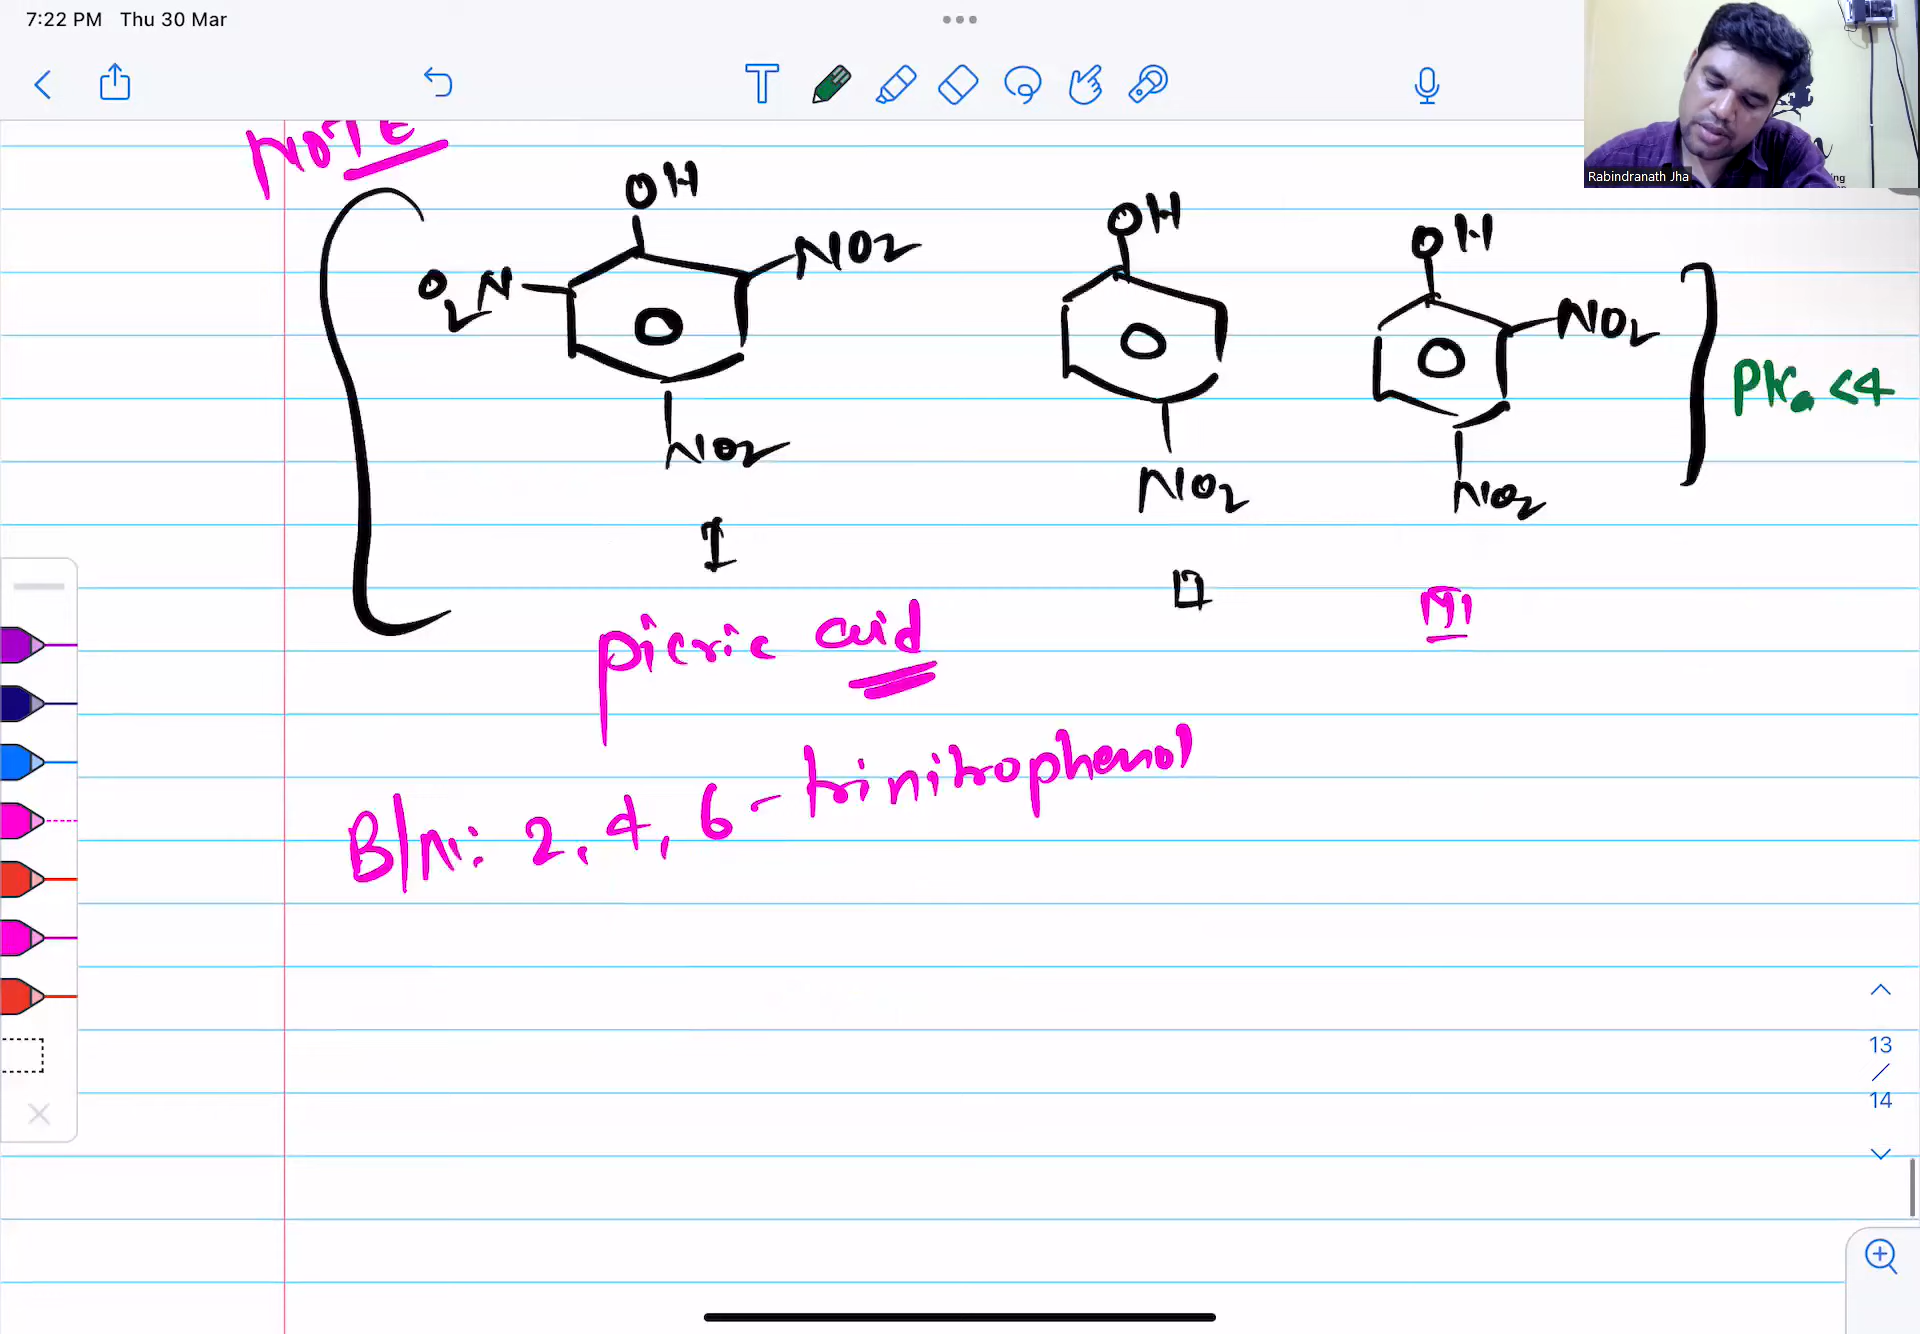 7:22 PM Thu 30 Mar
Rabindranath Jha
NOTE
OH
NO2
O2N
NO2
I
OH
NO2
II
OH
NO2
NO2
III
PKa <4
picric acid
B/n: 2, 4, 6 - trinitrophenol
13
/
14